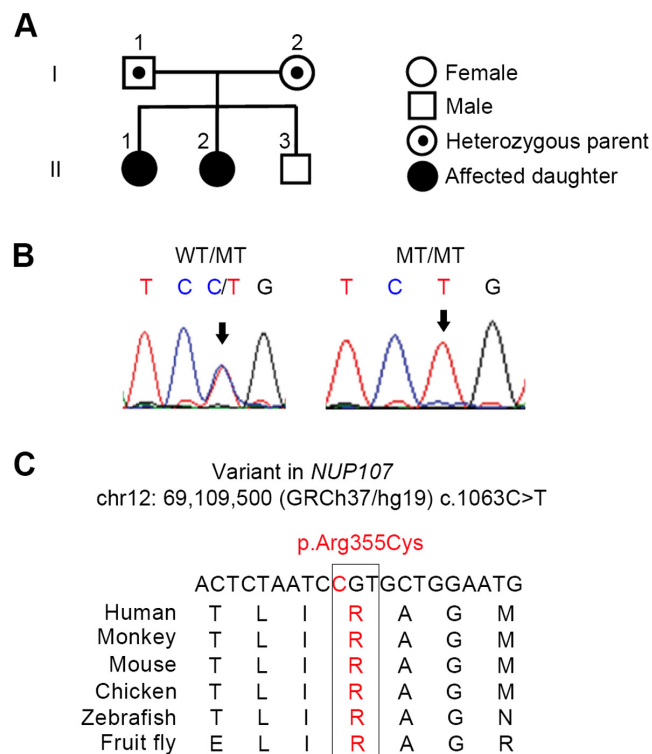 A
1 2
I
1 2 3
II
Female
Male
Heterozygous parent
Affected daughter
B
WT/MT MT/MT
T C C/T G T C T G
C
Variant in NUP107
chr12: 69,109,500 (GRCh37/hg19) c.1063C>T
p.Arg355Cys
ACTCTAATCCGTGCTGGAATG
Human T L I R A G M
Monkey T L I R A G M
Mouse T L I R A G M
Chicken T L I R A G M
Zebrafish T L I R A G N
Fruit fly E L I R A G R